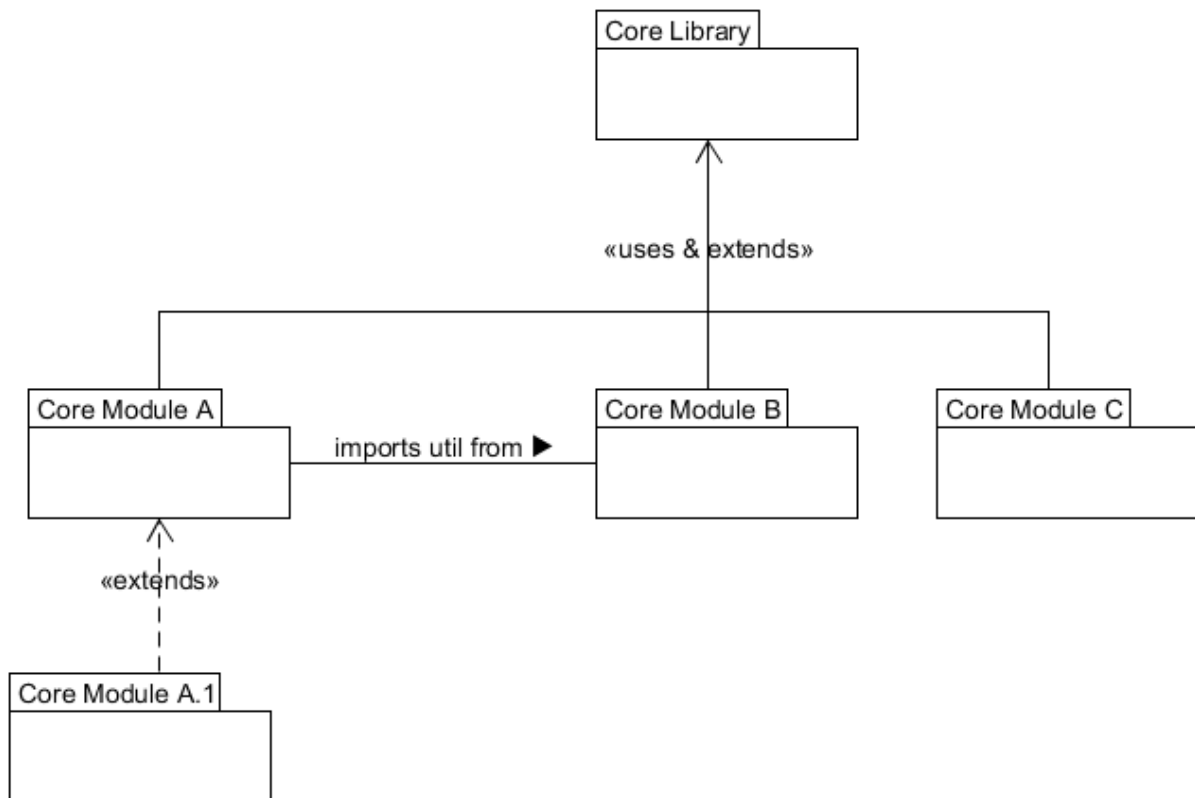 Core Library
«uses & extends»
Core Module A
Core Module B
Core Module C
imports util from ▶
«extends»
Core Module A.1